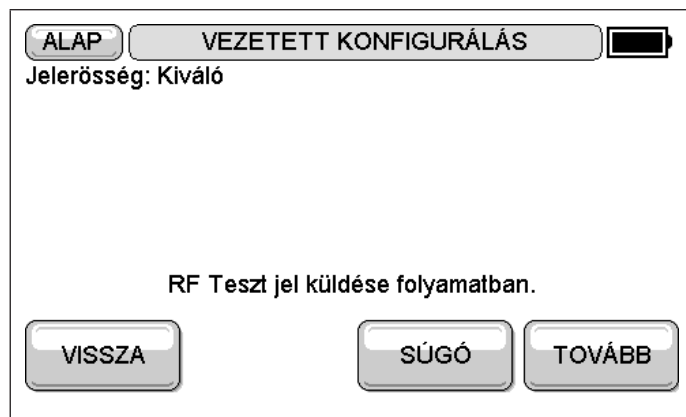 ALAP VEZETETT KONFIGURÁLÁS
Jelerösség: Kiváló
RF Teszt jel küldése folyamatban.
VISSZA SÚGÓ TOVÁBB